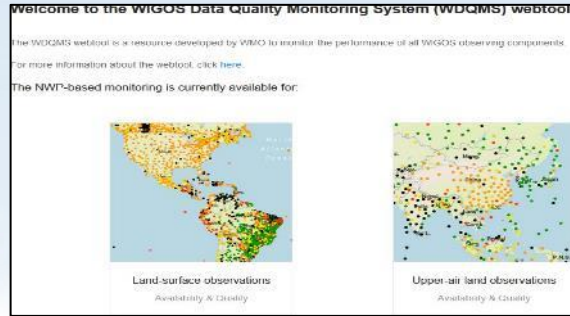 Welcome to the WIGOS Data Quality Monitoring System (WDQMS) webtool
The WDQMS webtool is a resource developed by WMO to monitor the performance of all WIGOS observing components.
For more information about the webtool, click here.
The NWP-based monitoring is currently available for:
Land-surface observations
Availability & Quality
Upper-air land observations
Availability & Quality